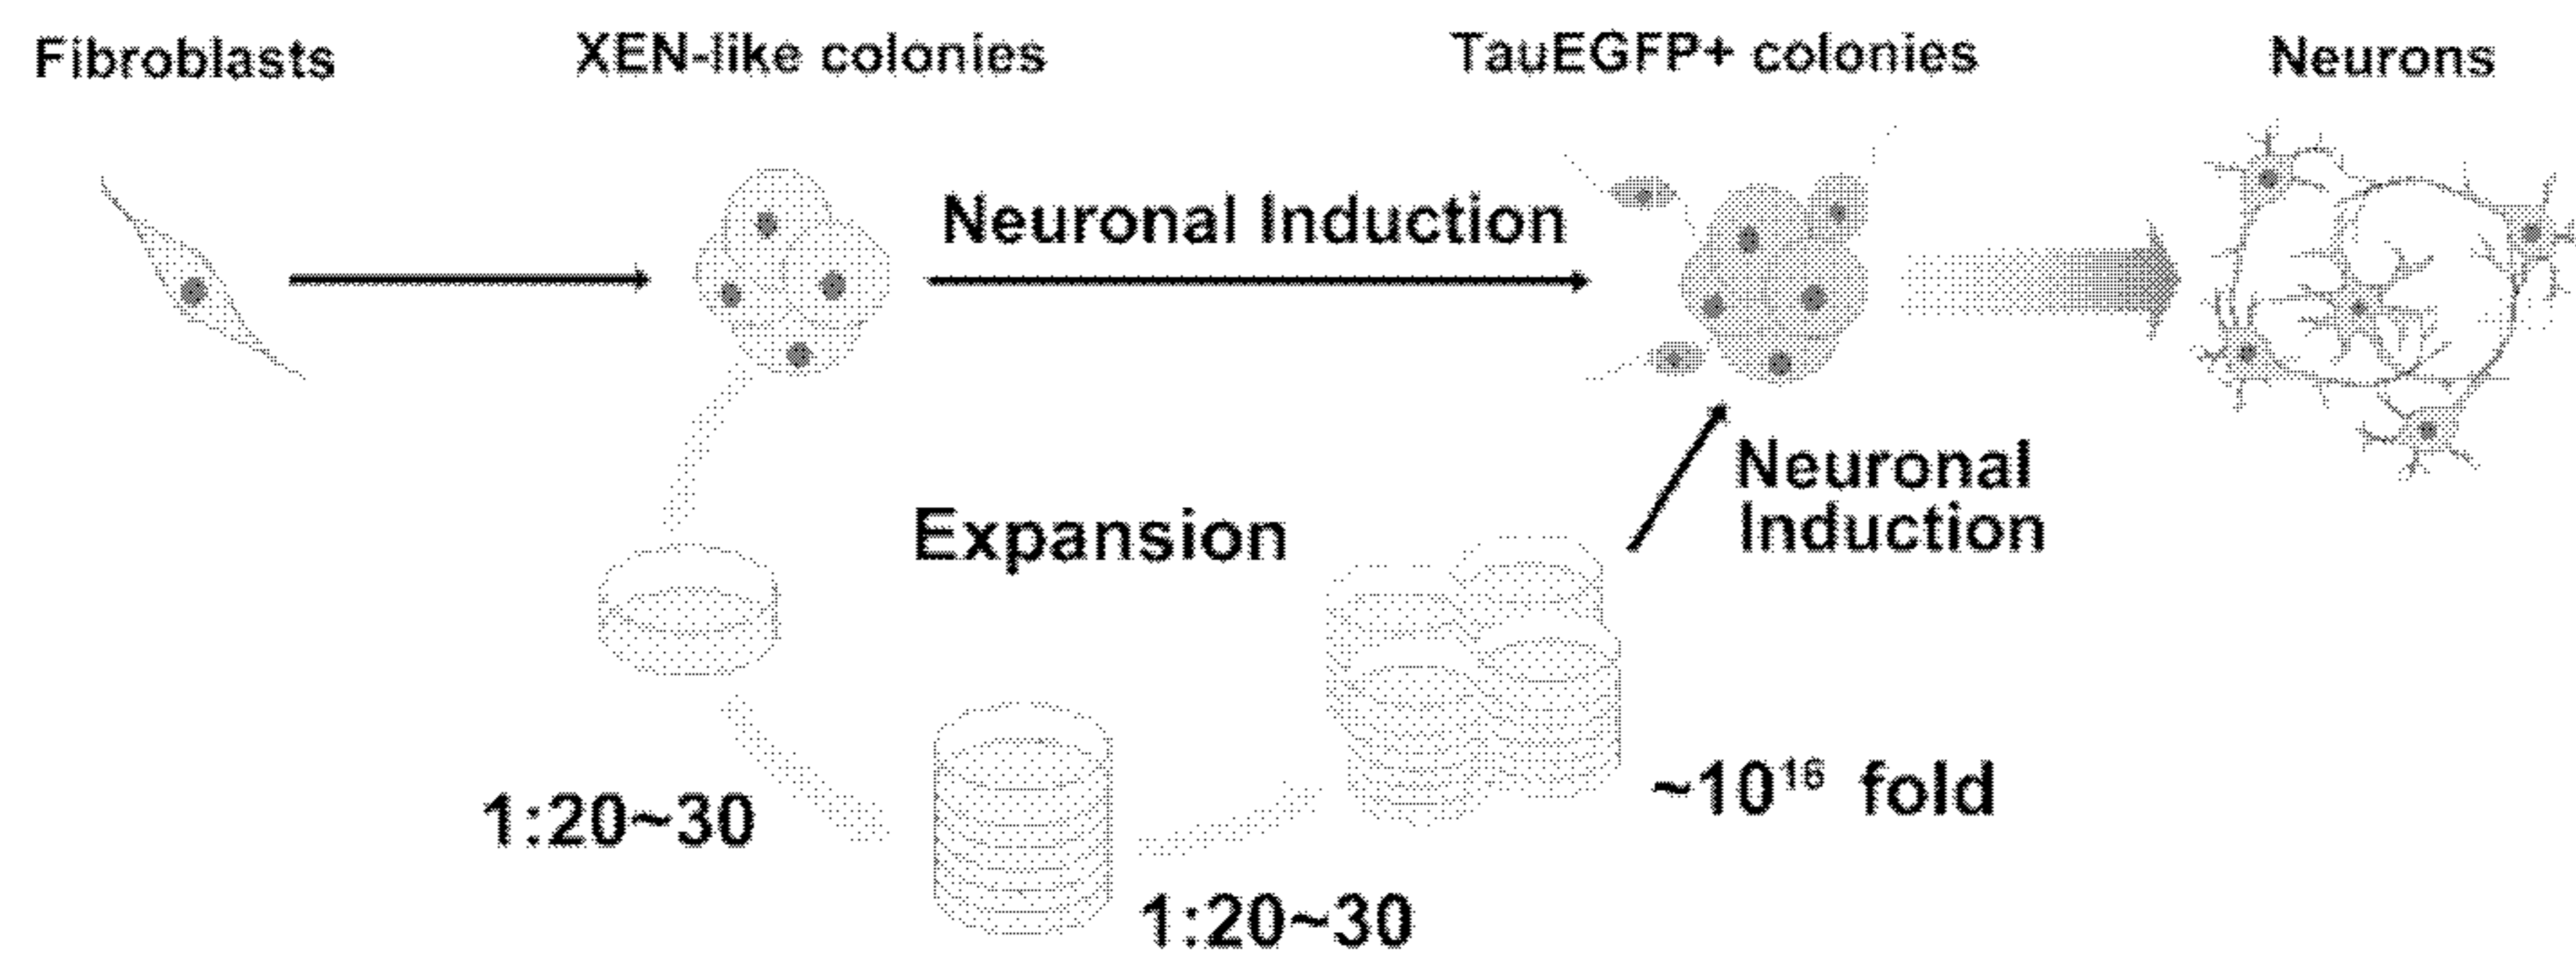 Fibroblasts
XEN-like colonies
TauEGFP+ colonies
Neurons
Neuronal Induction
Neuronal
Induction
Expansion
~10¹⁶ fold
1:20~30
1:20~30